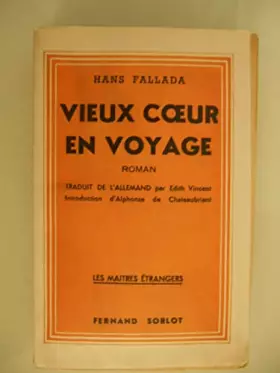 HANS FALLADA
VIEUX CŒUR
EN VOYAGE
ROMAN
TRADUIT DE L'ALLEMAND par Edith Vincent
Introduction d'Alphonse de Chateaubriant
LES MAITRES ÉTRANGERS
FERNAND SORLOT